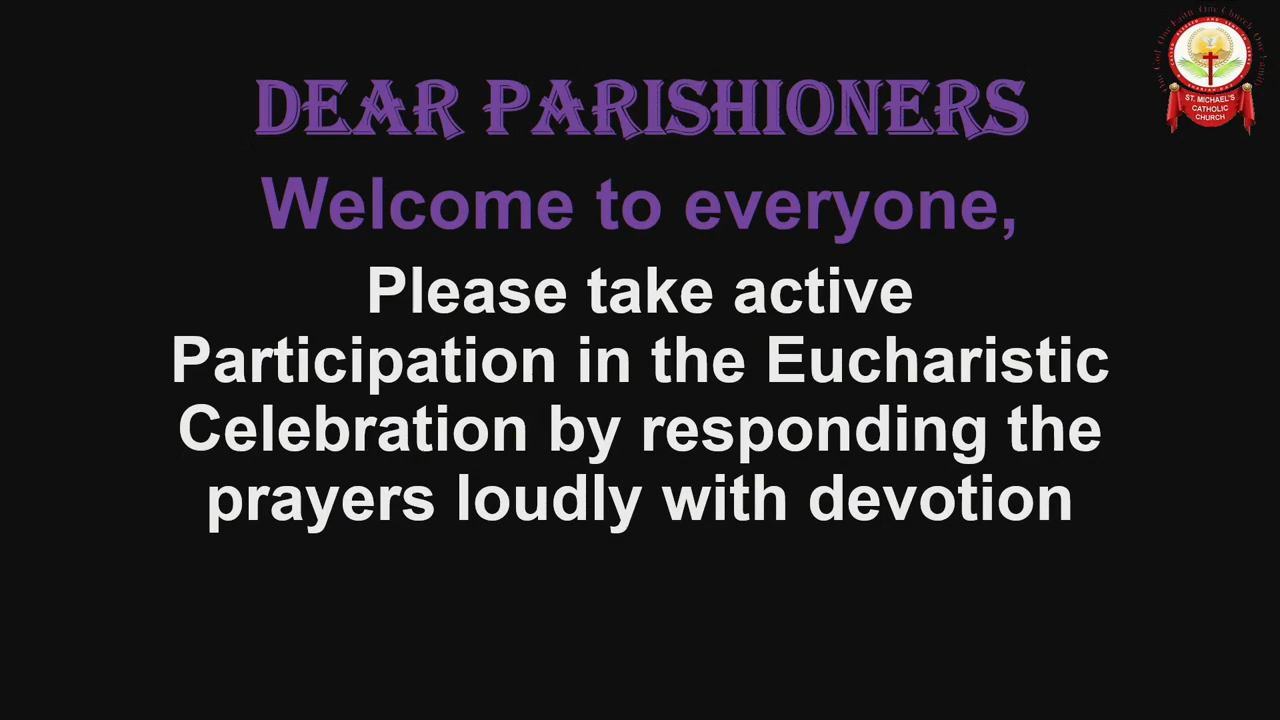 DEAR PARISHIONERS
Welcome to everyone,
Please take active
Participation in the Eucharistic
Celebration by responding the
prayers loudly with devotion
ST. MICHAEL'S
CATHOLIC
CHURCH